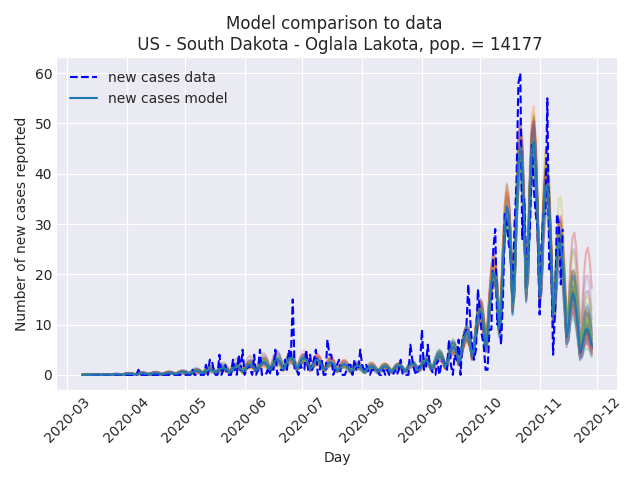 Model comparison to data
US - South Dakota - Oglala Lakota, pop. = 14177
new cases data
new cases model
Number of new cases reported
60
50
40
30
20
10
0
2020-03
2020-04
2020-05
2020-06
2020-07
2020-08
2020-09
2020-10
2020-11
2020-12
Day